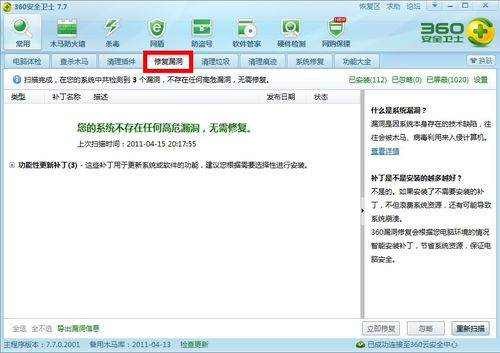 360安全卫士 7.7
恢复区 求助 论坛
常用 木马防火墙 杀毒 网盾 防盗号 软件管家 硬件检测 网购保镖
360
安全卫士
电脑体检 查杀木马 清理插件 修复漏洞 清理垃圾 清理痕迹 系统修复 功能大全 换肤
扫描完成，在您的系统中共检测到 3 个漏洞，不存在任何高危漏洞，无需修复。 已安装(112) 已忽略(0) 已屏蔽(1020) 设置
类型 补丁名称 描述 发布日期 状态
您的系统不存在任何高危漏洞，无需修复。
上次扫描时间：2011-04-15 20:17:55
功能性更新补丁(3) - 这些补丁用于更新系统或软件的功能，建议您根据需要选择性进行安装。
什么是系统漏洞？
漏洞是因系统本身存在的技术缺陷，往
往会被木马、病毒利用来入侵计算机。
查看详情
补丁是不是安装的越多越好？
不是的。如果安装了不需要安装的补
丁，不但浪费系统资源，还有可能导致
系统崩溃。
360漏洞修复会根据您电脑环境的情况
智能安装补丁，节省系统资源，保证电
脑安全。
全选 全不选 导出漏洞信息 立即修复 忽略 重新扫描
主程序版本：7.7.0.2001 备用木马库：2011-04-13 检查更新 已成功连接至360云安全中心